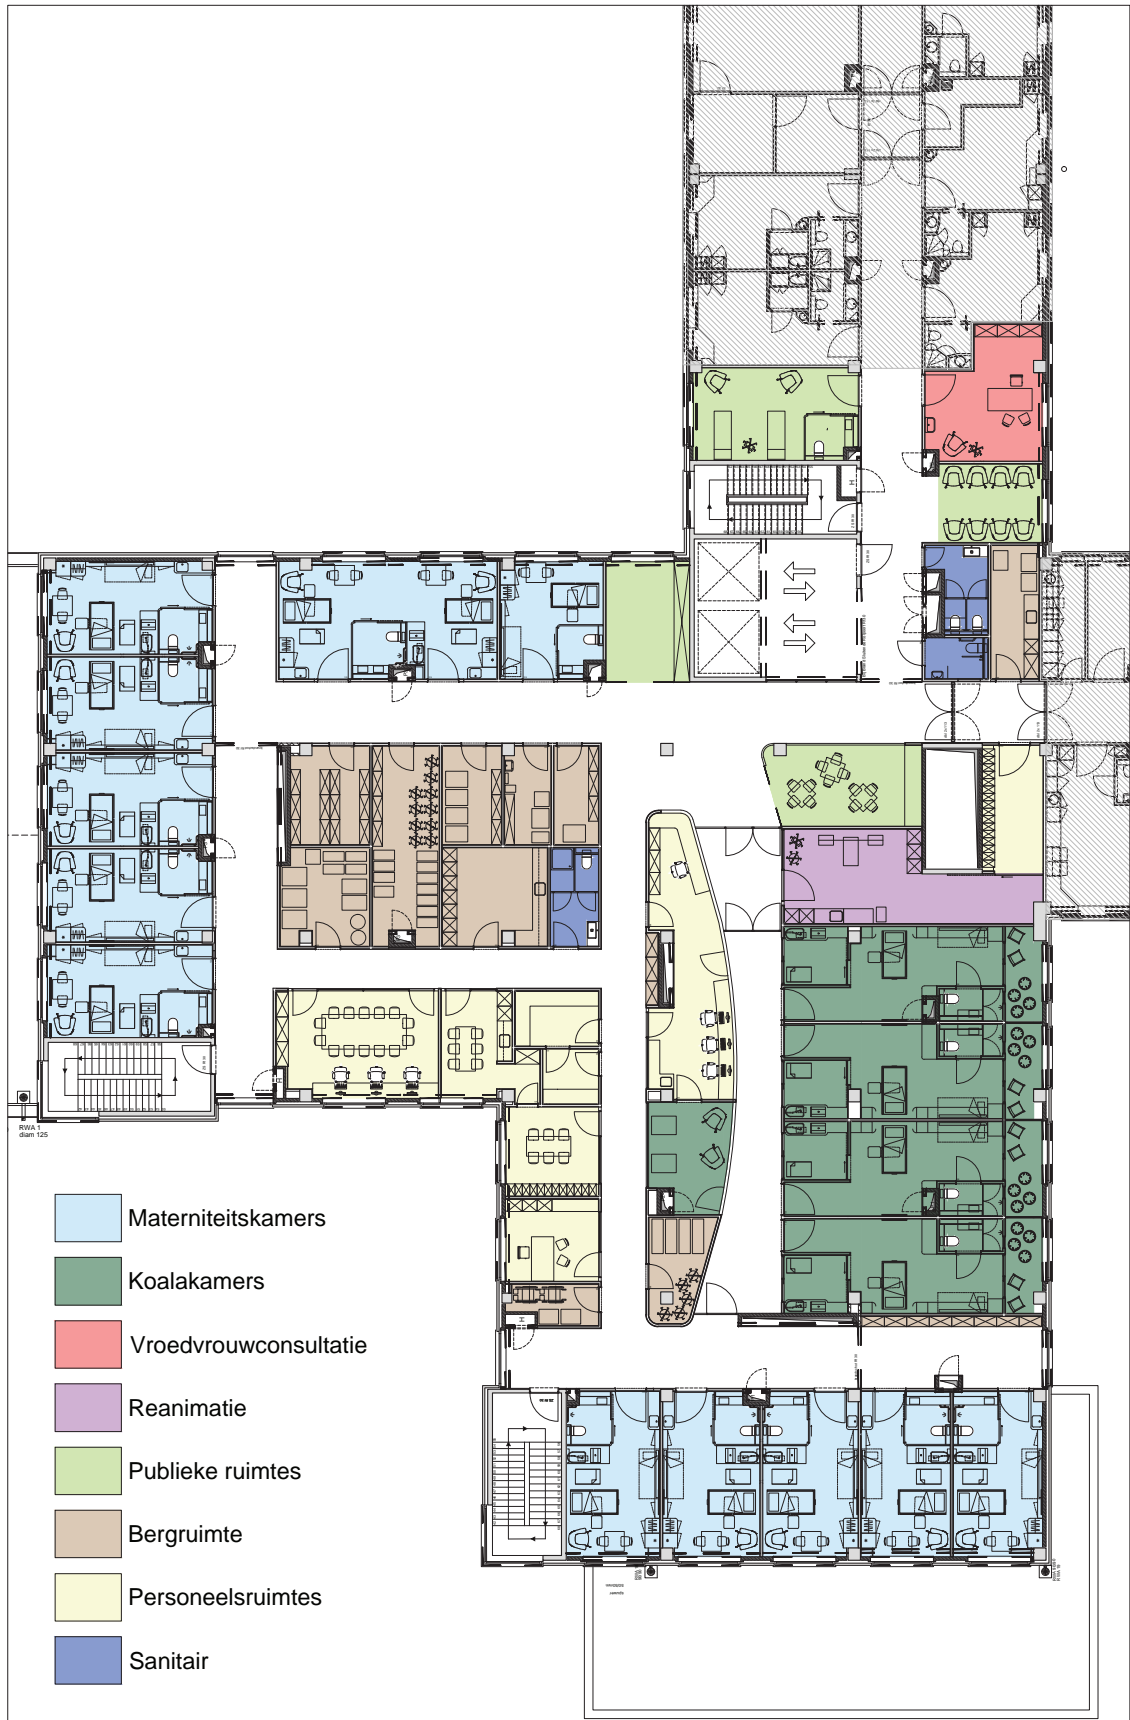 RWA 1
diam 125
Materniteitskamers
Koalakamers
Vroedvrouwconsultatie
Reanimatie
Publieke ruimtes
Bergruimte
Personeelsruimtes
Sanitair